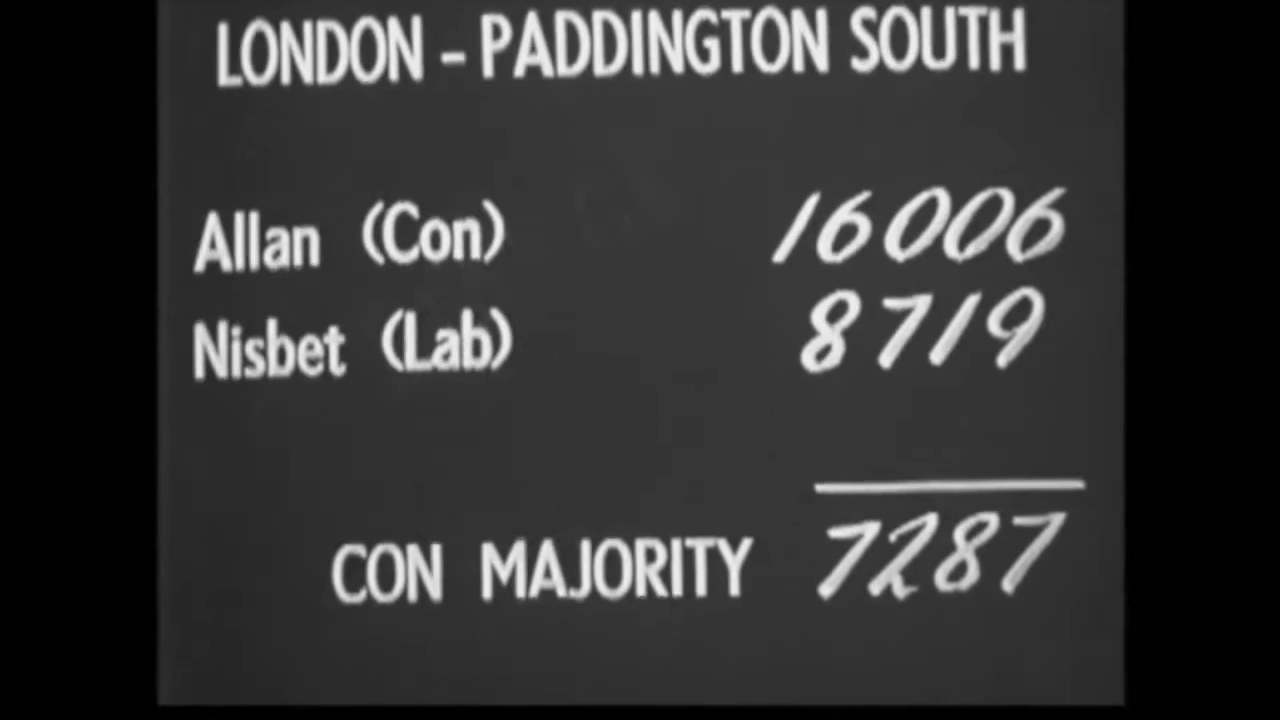 LONDON – PADDINGTON SOUTH
Allan (Con) 16006
Nisbet (Lab) 8719
CON MAJORITY 7287